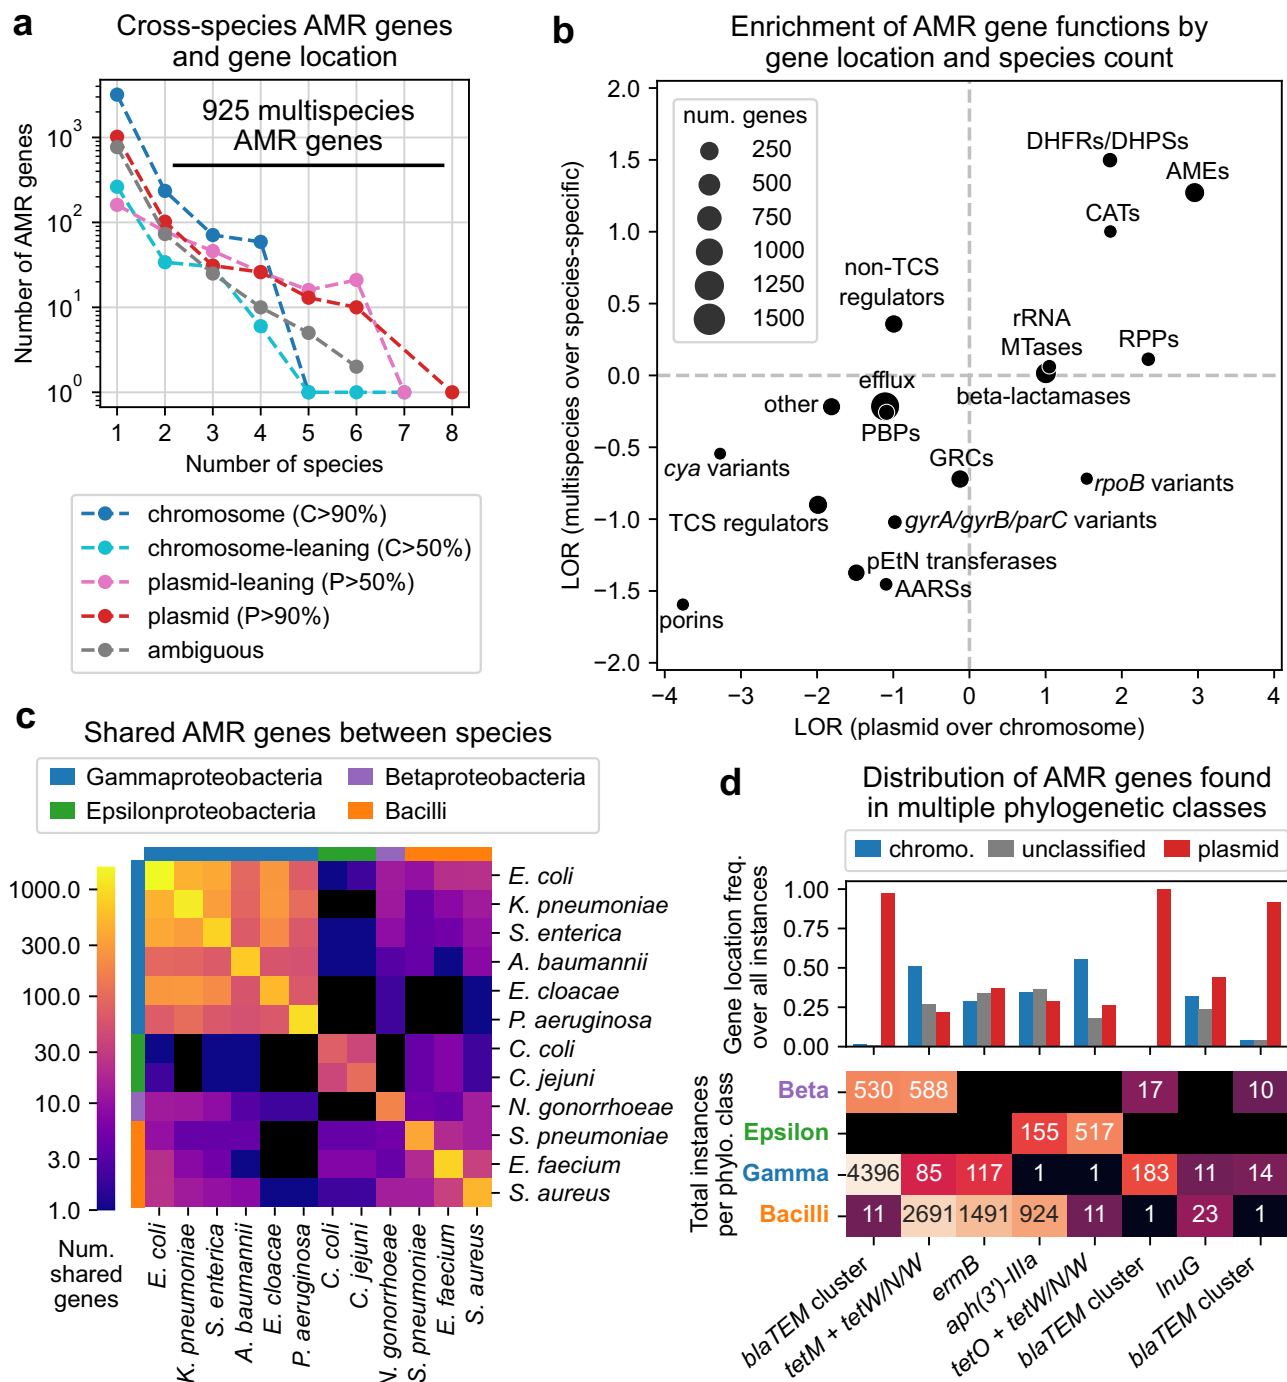 a
Cross-species AMR genes
and gene location
925 multispecies
AMR genes
Number of AMR genes
10³
10²
10¹
10⁰
1 2 3 4 5 6 7 8
Number of species
chromosome (C>90%)
chromosome-leaning (C>50%)
plasmid-leaning (P>50%)
plasmid (P>90%)
ambiguous
b
Enrichment of AMR gene functions by
gene location and species count
LOR (multispecies over species-specific)
2.0
1.5
1.0
0.5
0.0
−0.5
−1.0
−1.5
−2.0
num. genes
250
500
750
1000
1250
1500
DHFRs/DHPSs
AMEs
CATs
non-TCS
regulators
rRNA
MTases
RPPs
beta-lactamases
efflux
other
PBPs
GRCs
cya variants
rpoB variants
TCS regulators
gyrA/gyrB/parC variants
pEtN transferases
AARSs
porins
−4 −3 −2 −1 0 1 2 3 4
LOR (plasmid over chromosome)
c
Shared AMR genes between species
Gammaproteobacteria
Betaproteobacteria
Epsilonproteobacteria
Bacilli
1000.0
300.0
100.0
30.0
10.0
3.0
1.0
Num.
shared
genes
E. coli
K. pneumoniae
S. enterica
A. baumannii
E. cloacae
P. aeruginosa
C. coli
C. jejuni
N. gonorrhoeae
S. pneumoniae
E. faecium
S. aureus
E. coli
K. pneumoniae
S. enterica
A. baumannii
E. cloacae
P. aeruginosa
C. coli
C. jejuni
N. gonorrhoeae
S. pneumoniae
E. faecium
S. aureus
d
Distribution of AMR genes found
in multiple phylogenetic classes
chromo. unclassified plasmid
Gene location freq.
over all instances
1.00
0.75
0.50
0.25
0.00
Total instances
per phylo. class
Beta 530 588 17 10
Epsilon 155 517
Gamma 4396 85 117 1 1 183 11 14
Bacilli 11 2691 1491 924 11 1 23 1
blaTEM cluster
tetM + tetW/N/W
ermB
aph(3')-IIIa
tetO + tetW/N/W
blaTEM cluster
lnuG
blaTEM cluster